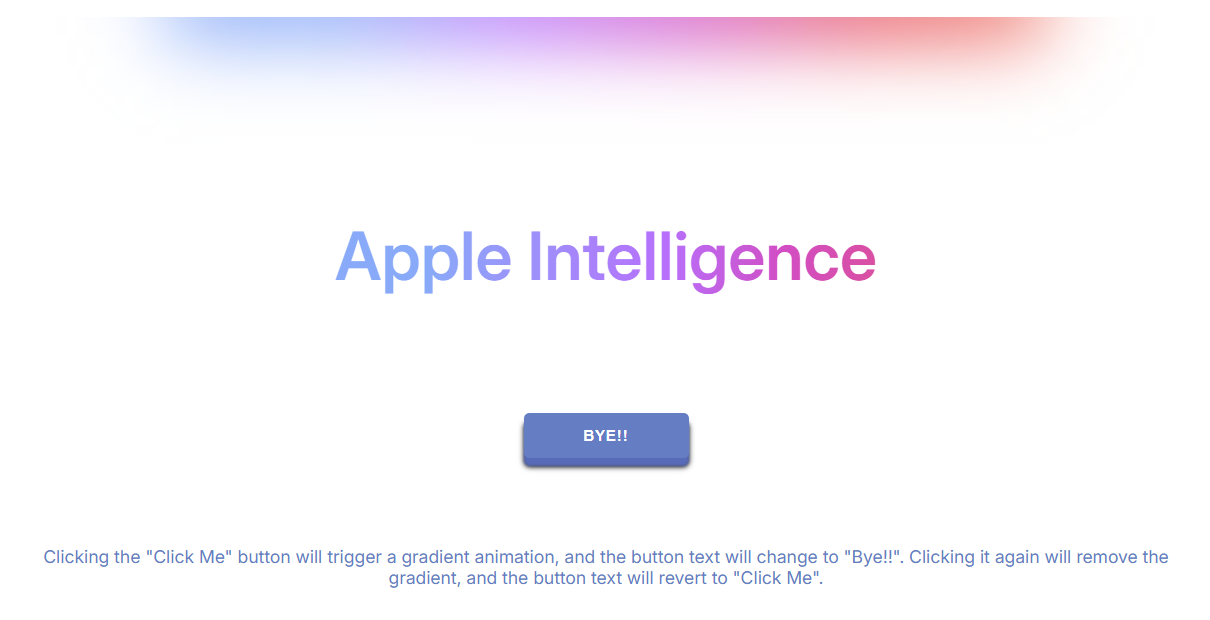 Apple Intelligence
BYE!!
Clicking the "Click Me" button will trigger a gradient animation, and the button text will change to "Bye!!". Clicking it again will remove the
gradient, and the button text will revert to "Click Me".